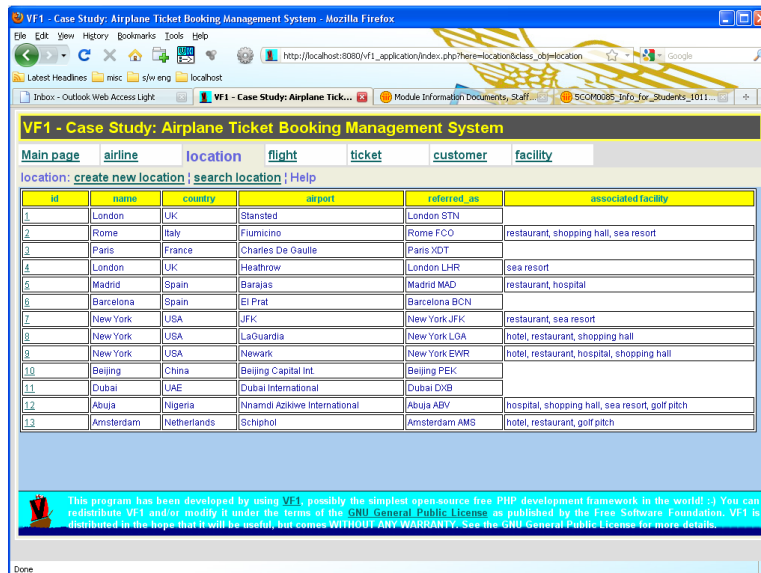 VF1 - Case Study: Airplane Ticket Booking Management System - Mozilla Firefox
File Edit View History Bookmarks Tools Help
http://localhost:8080/vf1_application/index.php?here=location&class_obj=location Google
Latest Headlines misc s/w eng localhost
Inbox - Outlook Web Access Light VF1 - Case Study: Airplane Tick... Module Information Documents, Staff... 5COM0085_Info_for_Students_1011...
VF1 - Case Study: Airplane Ticket Booking Management System
Main page airline location flight ticket customer facility
location: create new location ¦ search location ¦ Help
id name country airport referred_as associated facility
1 London UK Stansted London STN
2 Rome Italy Fiumicino Rome FCO restaurant, shopping hall, sea resort
3 Paris France Charles De Gaulle Paris XDT
4 London UK Heathrow London LHR sea resort
5 Madrid Spain Barajas Madrid MAD restaurant, hospital
6 Barcelona Spain El Prat Barcelona BCN
7 New York USA JFK New York JFK restaurant, sea resort
8 New York USA LaGuardia New York LGA hotel, restaurant, shopping hall
9 New York USA Newark New York EWR hotel, restaurant, hospital, shopping hall
10 Beijing China Beijing Capital Int. Beijing PEK
11 Dubai UAE Dubai International Dubai DXB
12 Abuja Nigeria Nnamdi Azikiwe International Abuja ABV hospital, shopping hall, sea resort, golf pitch
13 Amsterdam Netherlands Schiphol Amsterdam AMS hotel, restaurant, golf pitch
This program has been developed by using VF1, possibly the simplest open-source free PHP development framework in the world! :-) You can
redistribute VF1 and/or modify it under the terms of the GNU General Public License as published by the Free Software Foundation. VF1 is
distributed in the hope that it will be useful, but comes WITHOUT ANY WARRANTY. See the GNU General Public License for more details.
Done